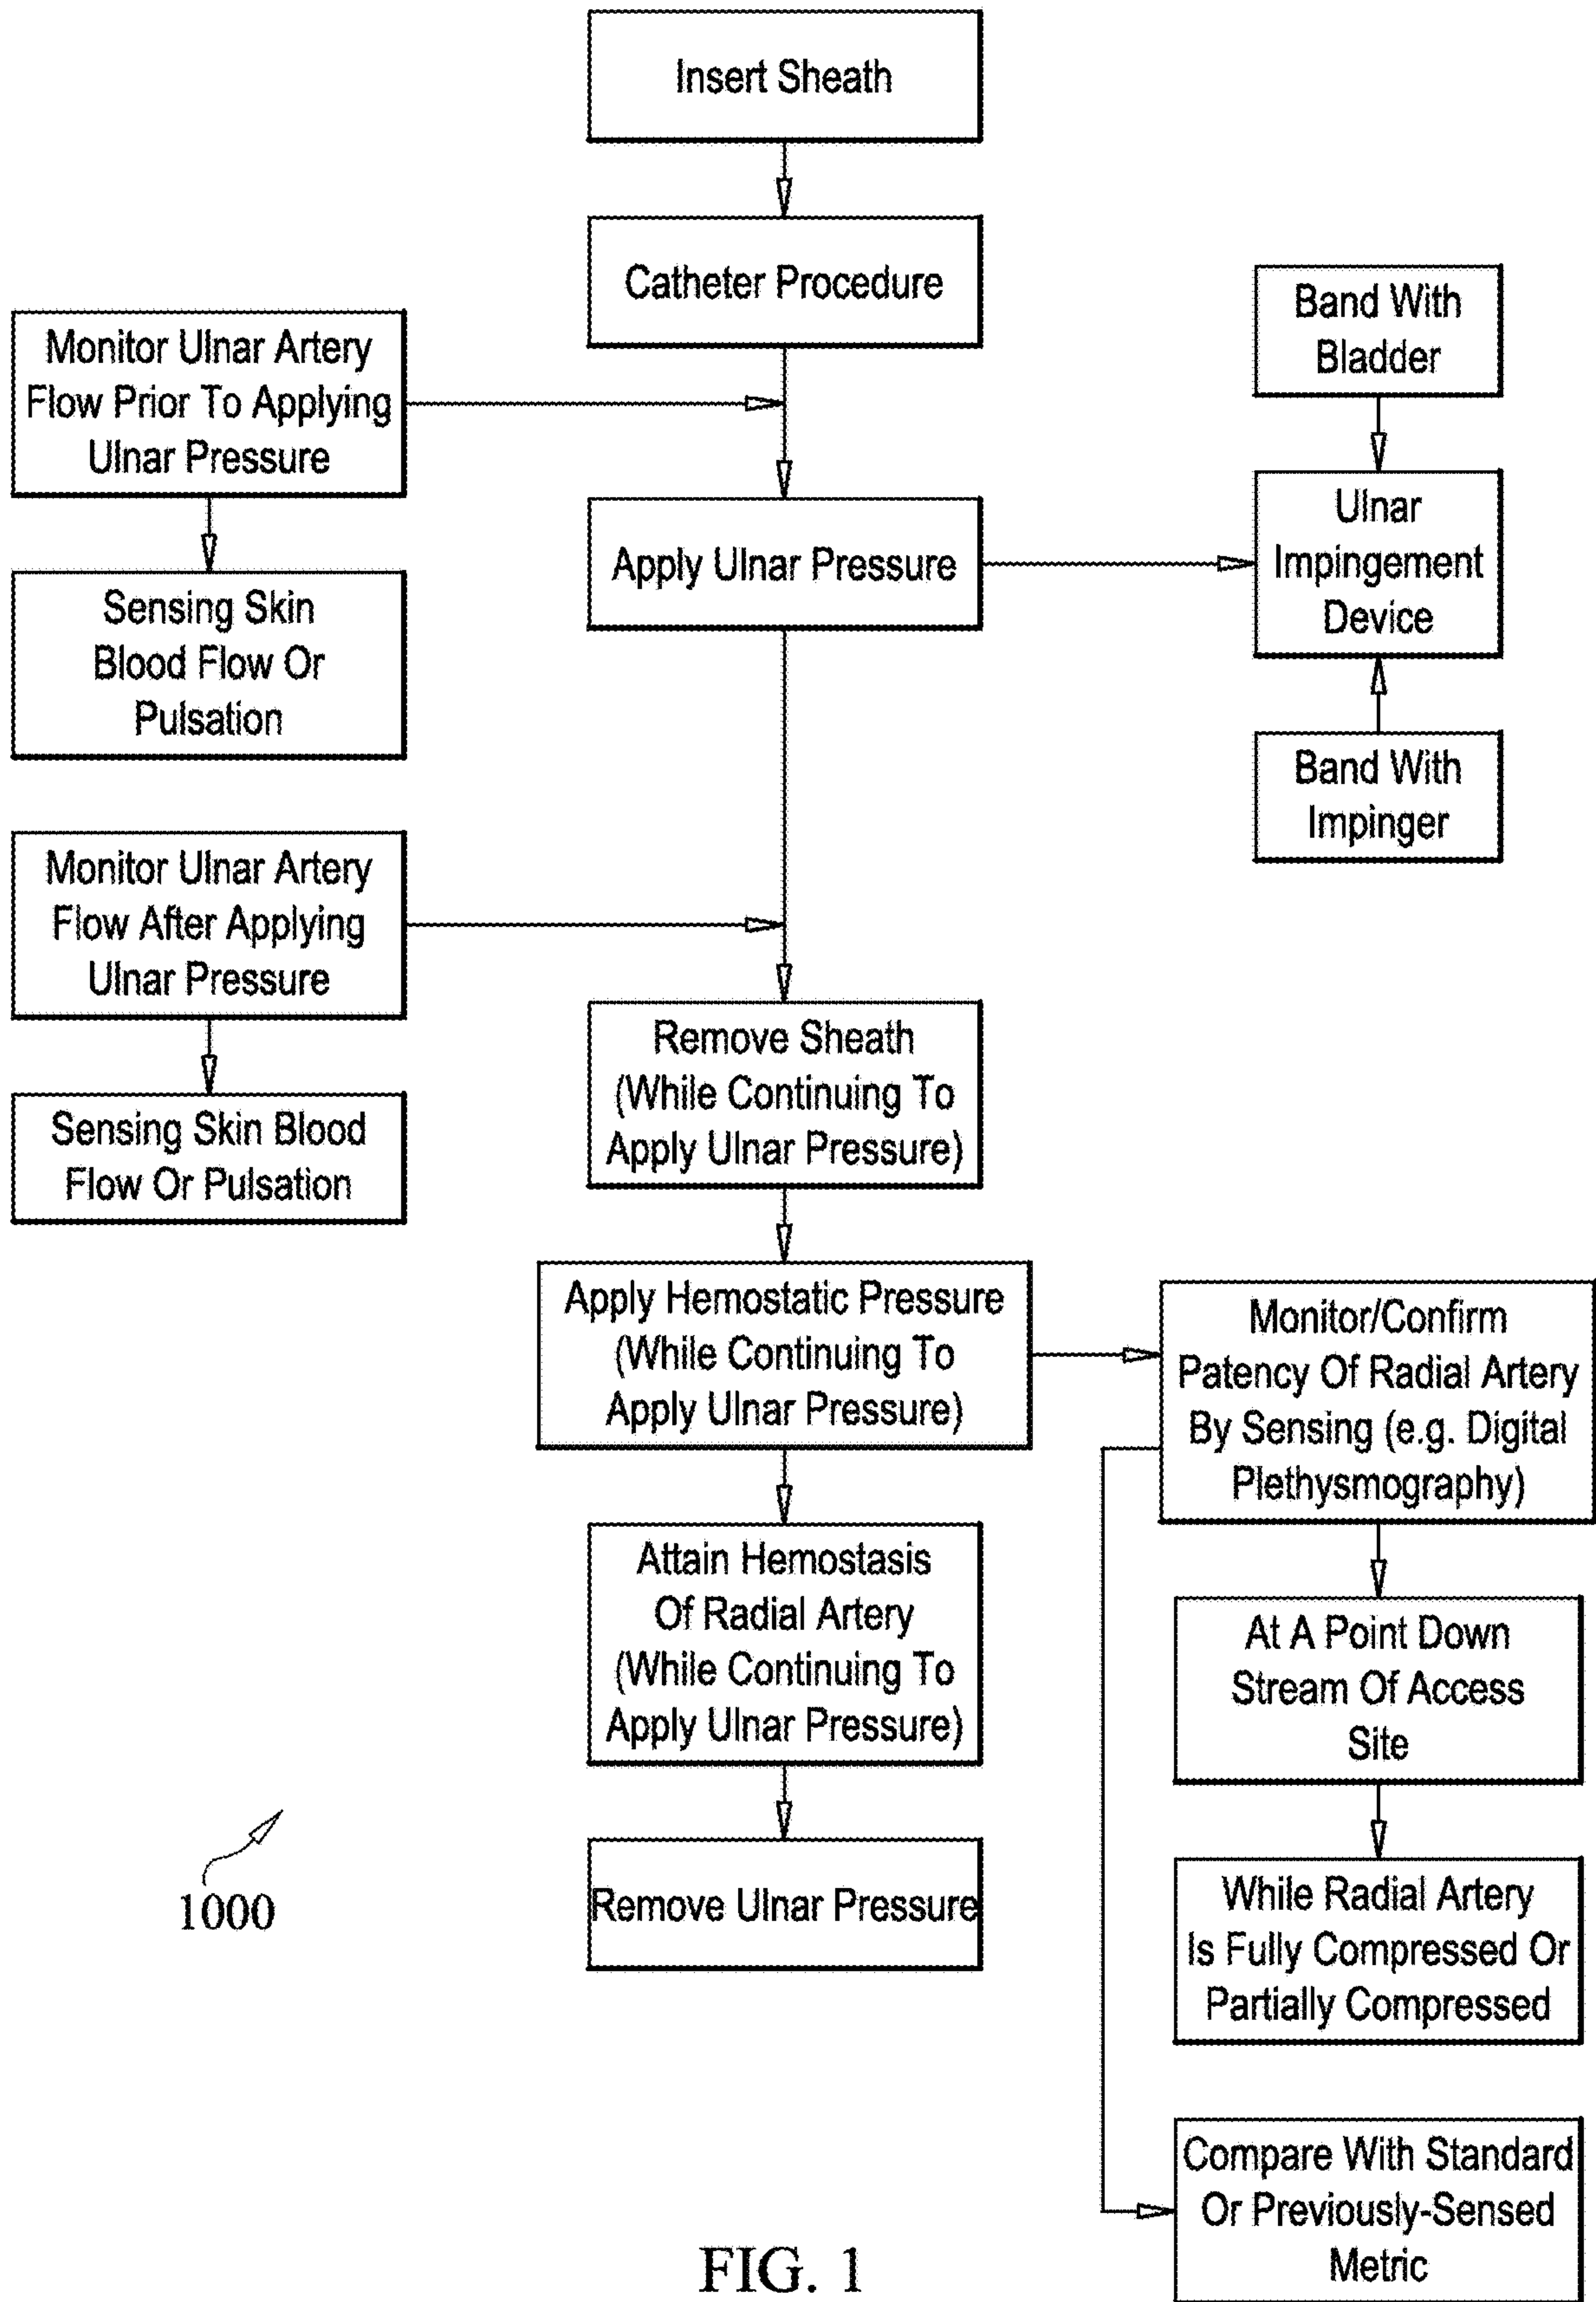 Insert Sheath
Catheter Procedure
Band With
Bladder
Monitor Ulnar Artery
Flow Prior To Applying
Ulnar Pressure
Apply Ulnar Pressure
Ulnar
Impingement
Device
Sensing Skin
Blood Flow Or
Pulsation
Band With
Impinger
Monitor Ulnar Artery
Flow After Applying
Ulnar Pressure
Sensing Skin Blood
Flow Or Pulsation
Remove Sheath
(While Continuing To
Apply Ulnar Pressure)
Apply Hemostatic Pressure
(While Continuing To
Apply Ulnar Pressure)
Monitor/Confirm
Patency Of Radial Artery
By Sensing (e.g. Digital
Plethysmography)
Attain Hemostasis
Of Radial Artery
(While Continuing To
Apply Ulnar Pressure)
At A Point Down
Stream Of Access
Site
Remove Ulnar Pressure
While Radial Artery
Is Fully Compressed Or
Partially Compressed
1000
Compare With Standard
Or Previously-Sensed
Metric
FIG. 1